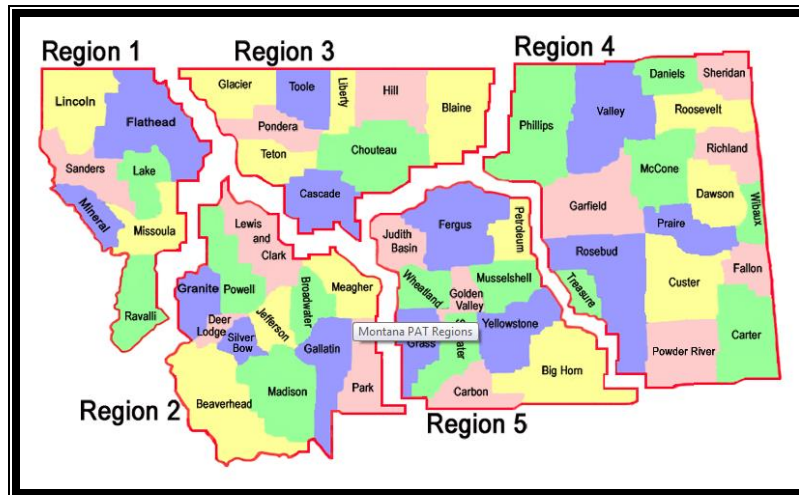 Region 1
Region 3
Region 4
Lincoln
Flathead
Sanders
Lake
Mineral
Missoula
Ravalli
Glacier
Toole
Liberty
Hill
Blaine
Pondera
Teton
Chouteau
Cascade
Daniels
Sheridan
Phillips
Valley
Roosevelt
Richland
McCone
Dawson
Wibaux
Garfield
Praire
Rosebud
Treasure
Custer
Fallon
Powder River
Carter
Lewis
and
Clark
Granite
Powell
Broadwater
Meagher
Deer
Lodge
Silver
Bow
Jefferson
Gallatin
Beaverhead
Madison
Park
Region 2
Judith
Basin
Fergus
Petroleum
Wheatland
Golden
Valley
Musselshell
Montana PAT Regions
Grass
Yellowstone
Carbon
Big Horn
Region 5